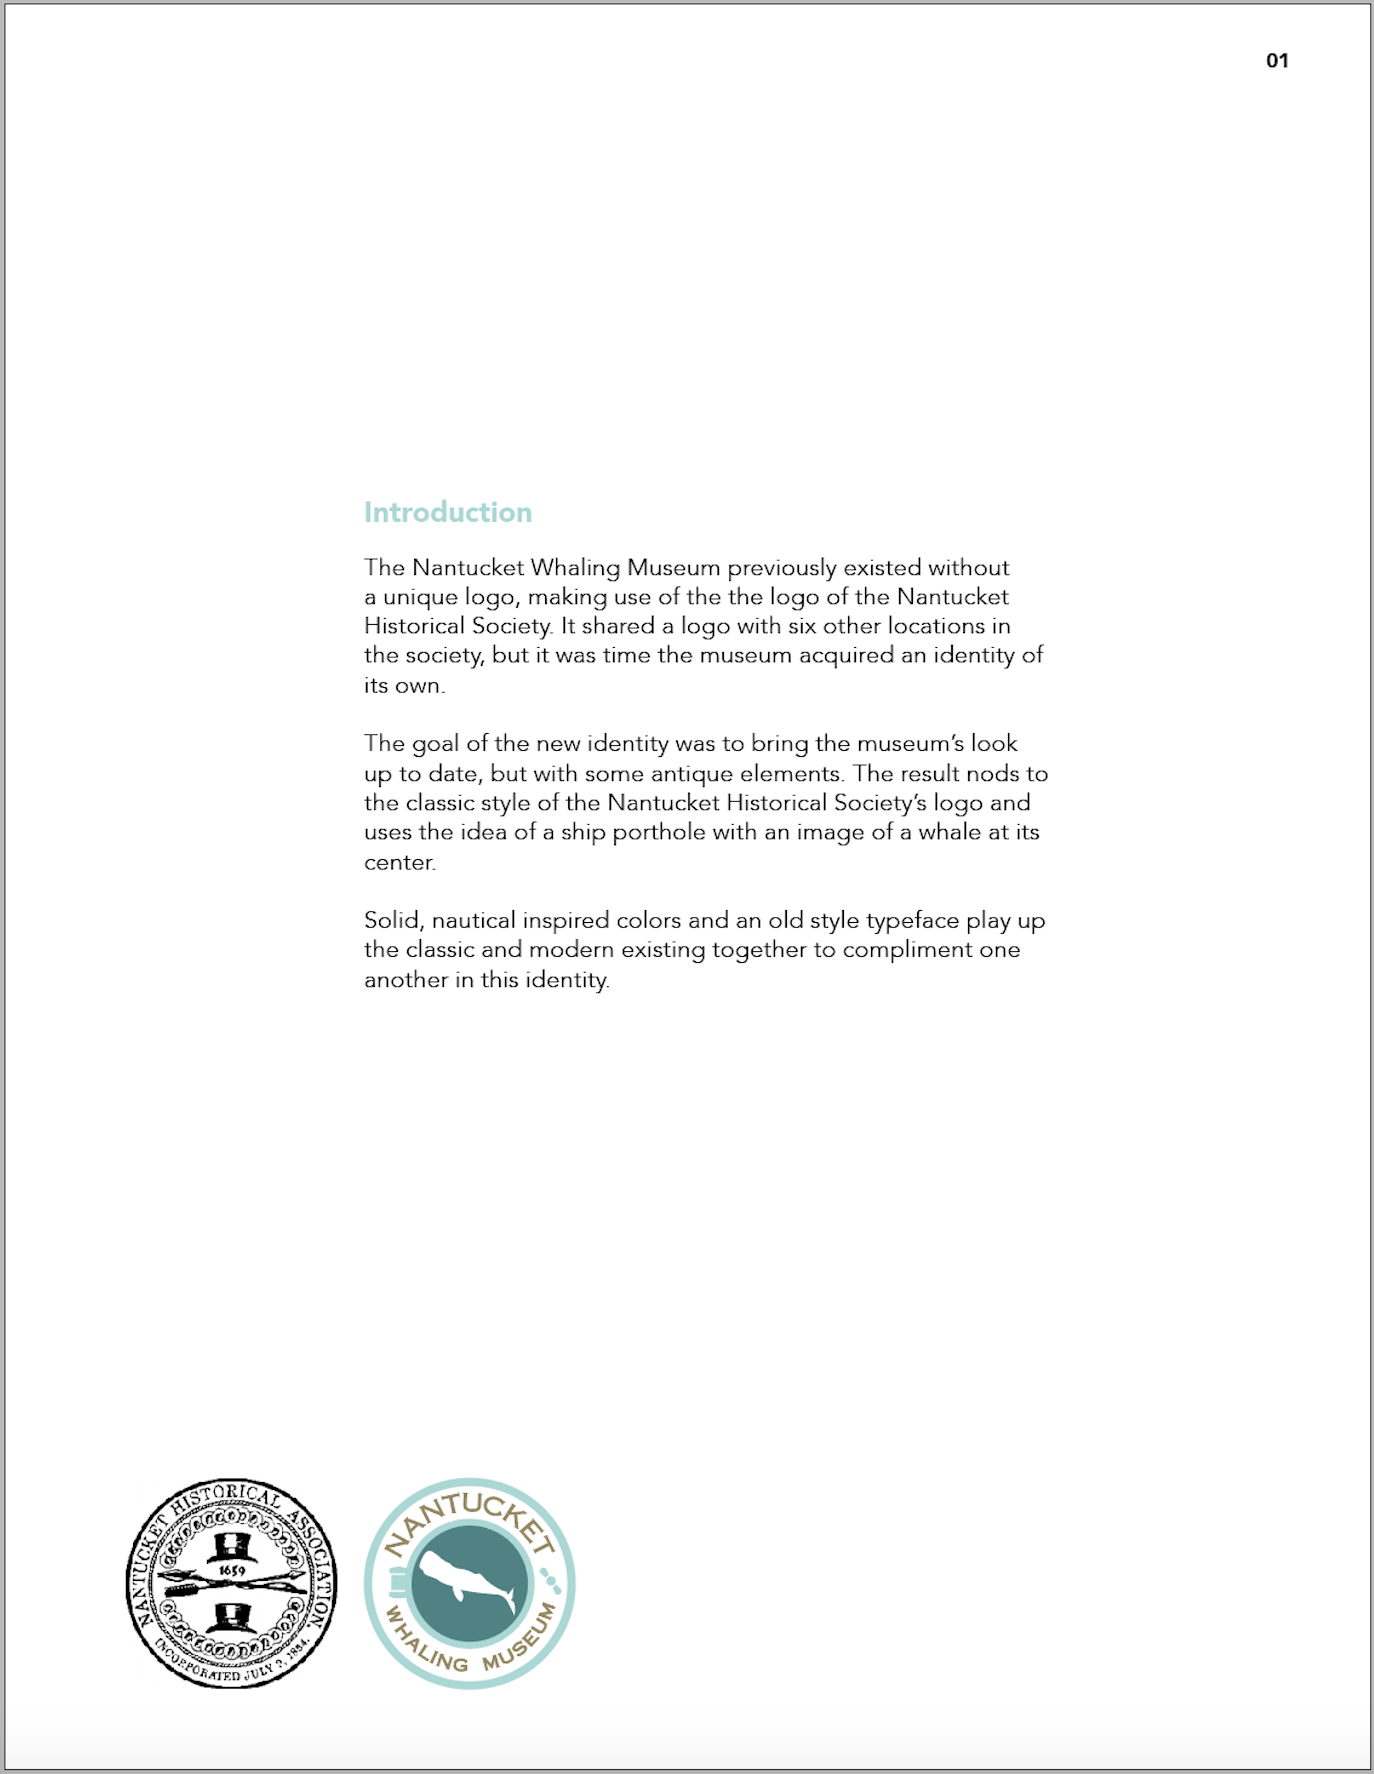 01
Introduction
The Nantucket Whaling Museum previously existed without
a unique logo, making use of the the logo of the Nantucket
Historical Society. It shared a logo with six other locations in
the society, but it was time the museum acquired an identity of
its own.
The goal of the new identity was to bring the museum’s look
up to date, but with some antique elements. The result nods to
the classic style of the Nantucket Historical Society’s logo and
uses the idea of a ship porthole with an image of a whale at its
center.
Solid, nautical inspired colors and an old style typeface play up
the classic and modern existing together to compliment one
another in this identity.
NANTUCKET HISTORICAL ASSOCIATION.
1659
INCORPORATED JULY 1894.
NANTUCKET
WHALING MUSEUM